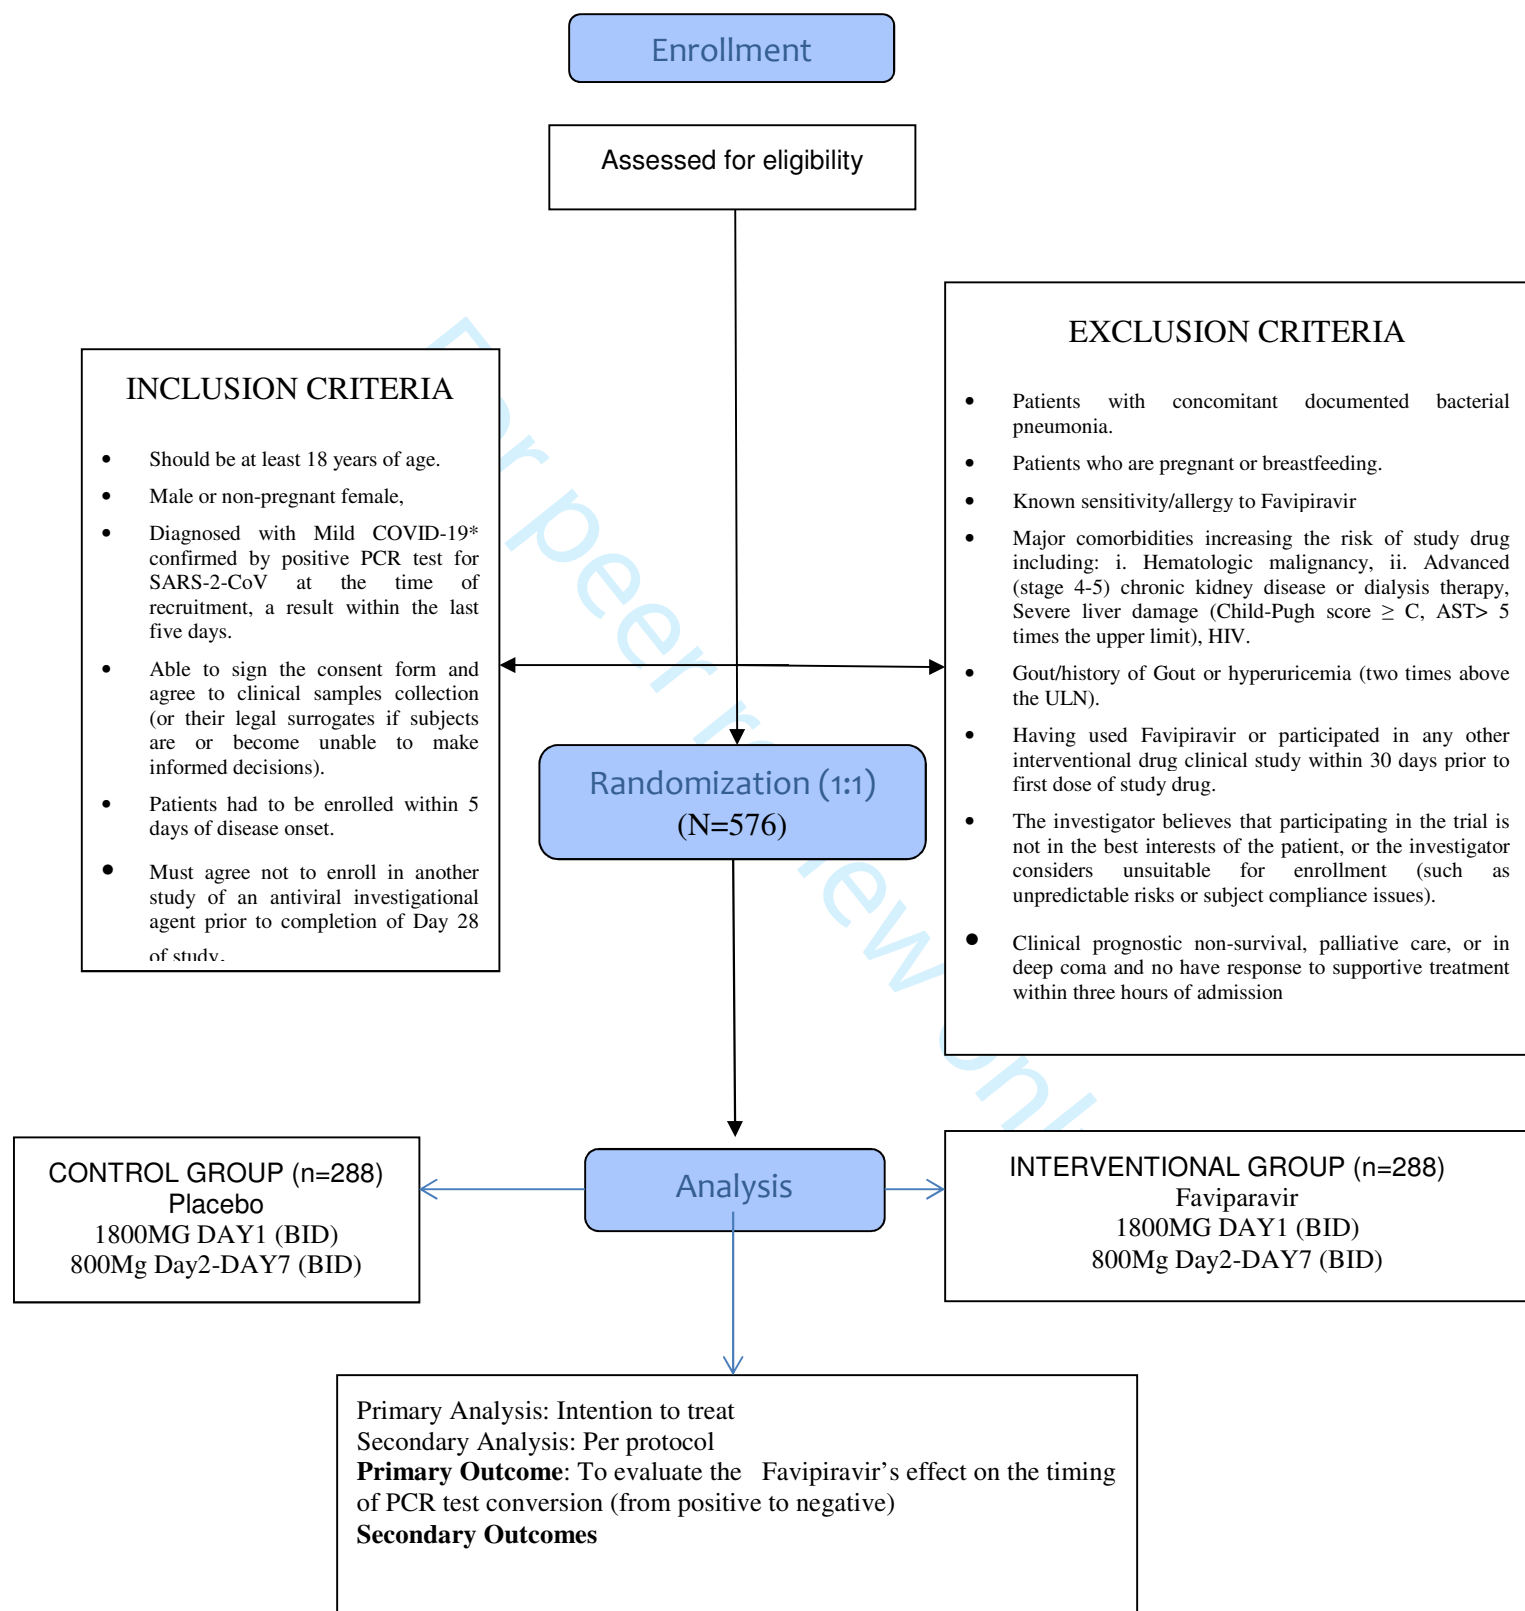 Enrollment
Assessed for eligibility
INCLUSION CRITERIA
• Should be at least 18 years of age.
• Male or non-pregnant female,
• Diagnosed with Mild COVID-19*
confirmed by positive PCR test for
SARS-2-CoV at the time of
recruitment, a result within the last
five days.
• Able to sign the consent form and
agree to clinical samples collection
(or their legal surrogates if subjects
are or become unable to make
informed decisions).
• Patients had to be enrolled within 5
days of disease onset.
• Must agree not to enroll in another
study of an antiviral investigational
agent prior to completion of Day 28
of study.
EXCLUSION CRITERIA
• Patients with concomitant documented bacterial
pneumonia.
• Patients who are pregnant or breastfeeding.
• Known sensitivity/allergy to Favipiravir
• Major comorbidities increasing the risk of study drug
including: i. Hematologic malignancy, ii. Advanced
(stage 4-5) chronic kidney disease or dialysis therapy,
Severe liver damage (Child-Pugh score ≥ C, AST> 5
times the upper limit), HIV.
• Gout/history of Gout or hyperuricemia (two times above
the ULN).
• Having used Favipiravir or participated in any other
interventional drug clinical study within 30 days prior to
first dose of study drug.
• The investigator believes that participating in the trial is
not in the best interests of the patient, or the investigator
considers unsuitable for enrollment (such as
unpredictable risks or subject compliance issues).
• Clinical prognostic non-survival, palliative care, or in
deep coma and no have response to supportive treatment
within three hours of admission
Randomization (1:1)
(N=576)
Analysis
CONTROL GROUP (n=288)
Placebo
1800MG DAY1 (BID)
800Mg Day2-DAY7 (BID)
INTERVENTIONAL GROUP (n=288)
Faviparavir
1800MG DAY1 (BID)
800Mg Day2-DAY7 (BID)
Primary Analysis: Intention to treat
Secondary Analysis: Per protocol
Primary Outcome: To evaluate the Favipiravir’s effect on the timing
of PCR test conversion (from positive to negative)
Secondary Outcomes